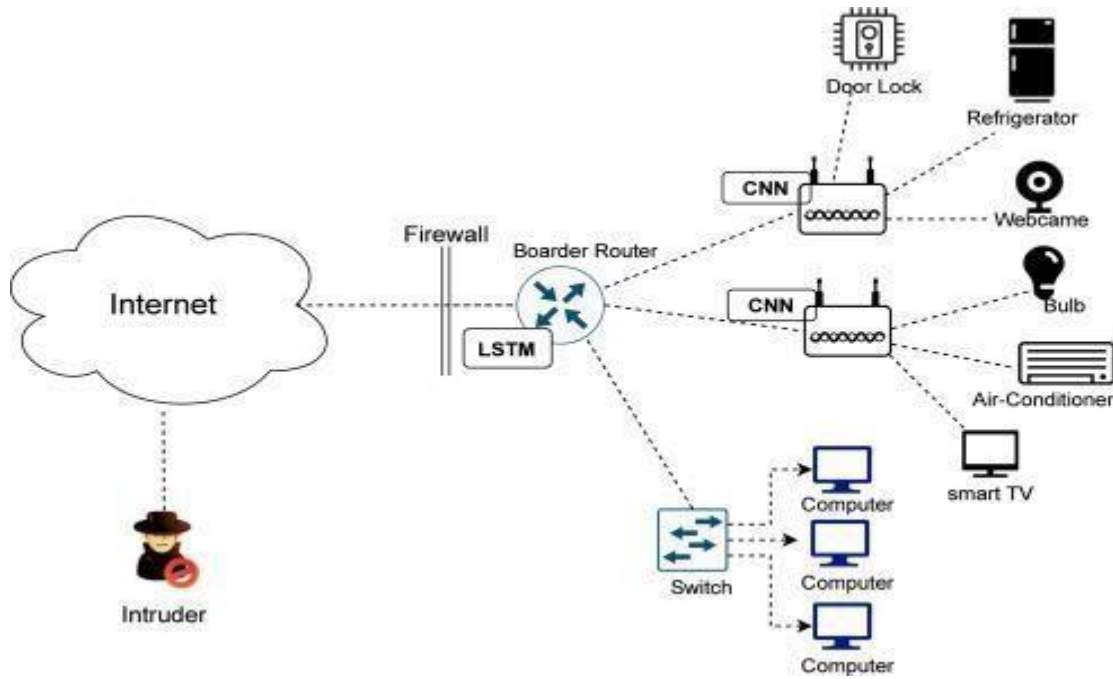 Door Lock
Refrigerator
CNN
Webcame
Firewall
Boarder Router
Internet
CNN
Bulb
LSTM
Air-Conditioner
smart TV
Computer
Switch
Computer
Intruder
Computer